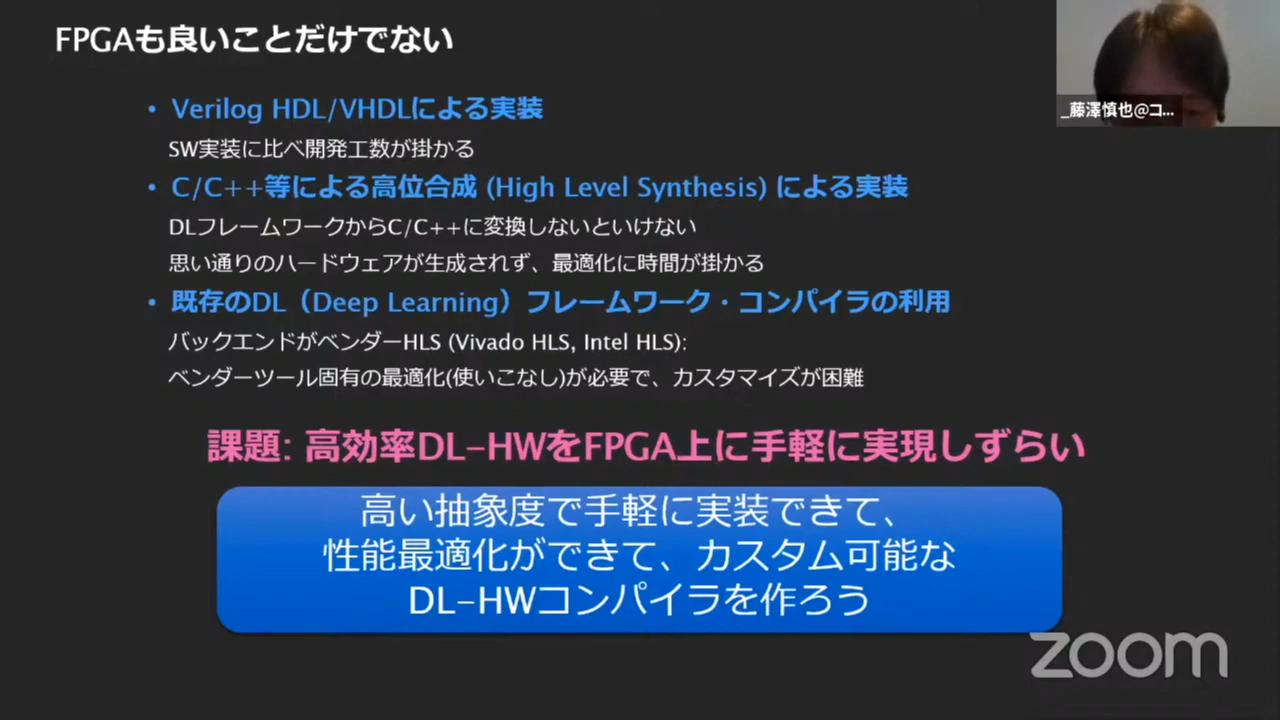 FPGAも良いことだけでない
_藤澤慎也@コ...
・Verilog HDL/VHDLによる実装
SW実装に比べ開発工数が掛かる
・C/C++等による高位合成 (High Level Synthesis) による実装
DLフレームワークからC/C++に変換しないといけない
思い通りのハードウェアが生成されず、最適化に時間が掛かる
・既存のDL（Deep Learning）フレームワーク・コンパイラの利用
バックエンドがベンダーHLS (Vivado HLS, Intel HLS):
ベンダーツール固有の最適化(使いこなし)が必要で、カスタマイズが困難
課題: 高効率DL-HWをFPGA上に手軽に実現しずらい
高い抽象度で手軽に実装できて、
性能最適化ができて、カスタム可能な
DL-HWコンパイラを作ろう
zoom